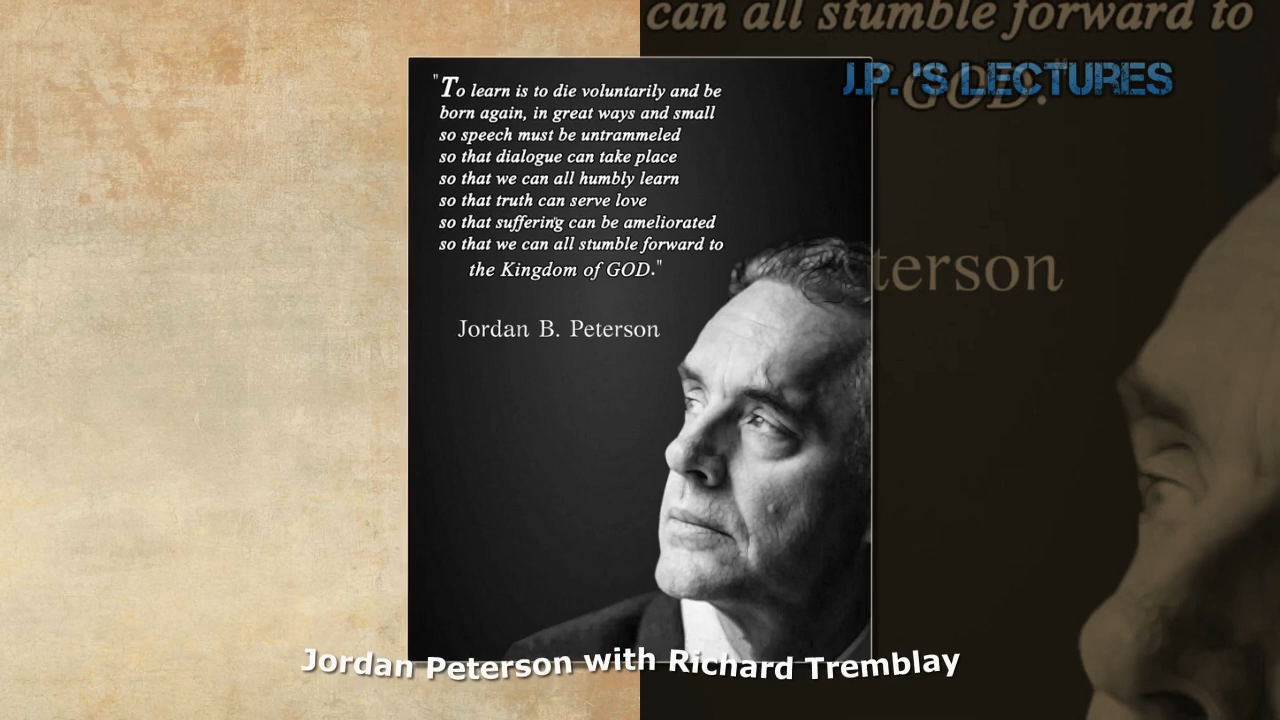 can all stumble forward to
GOD."
J.P. 'S LECTURES
"To learn is to die voluntarily and be
born again, in great ways and small
so speech must be untrammeled
so that dialogue can take place
so that we can all humbly learn
so that truth can serve love
so that suffering can be ameliorated
so that we can all stumble forward to
the Kingdom of GOD."
Jordan B. Peterson
terson
Jordan Peterson with Richard Tremblay